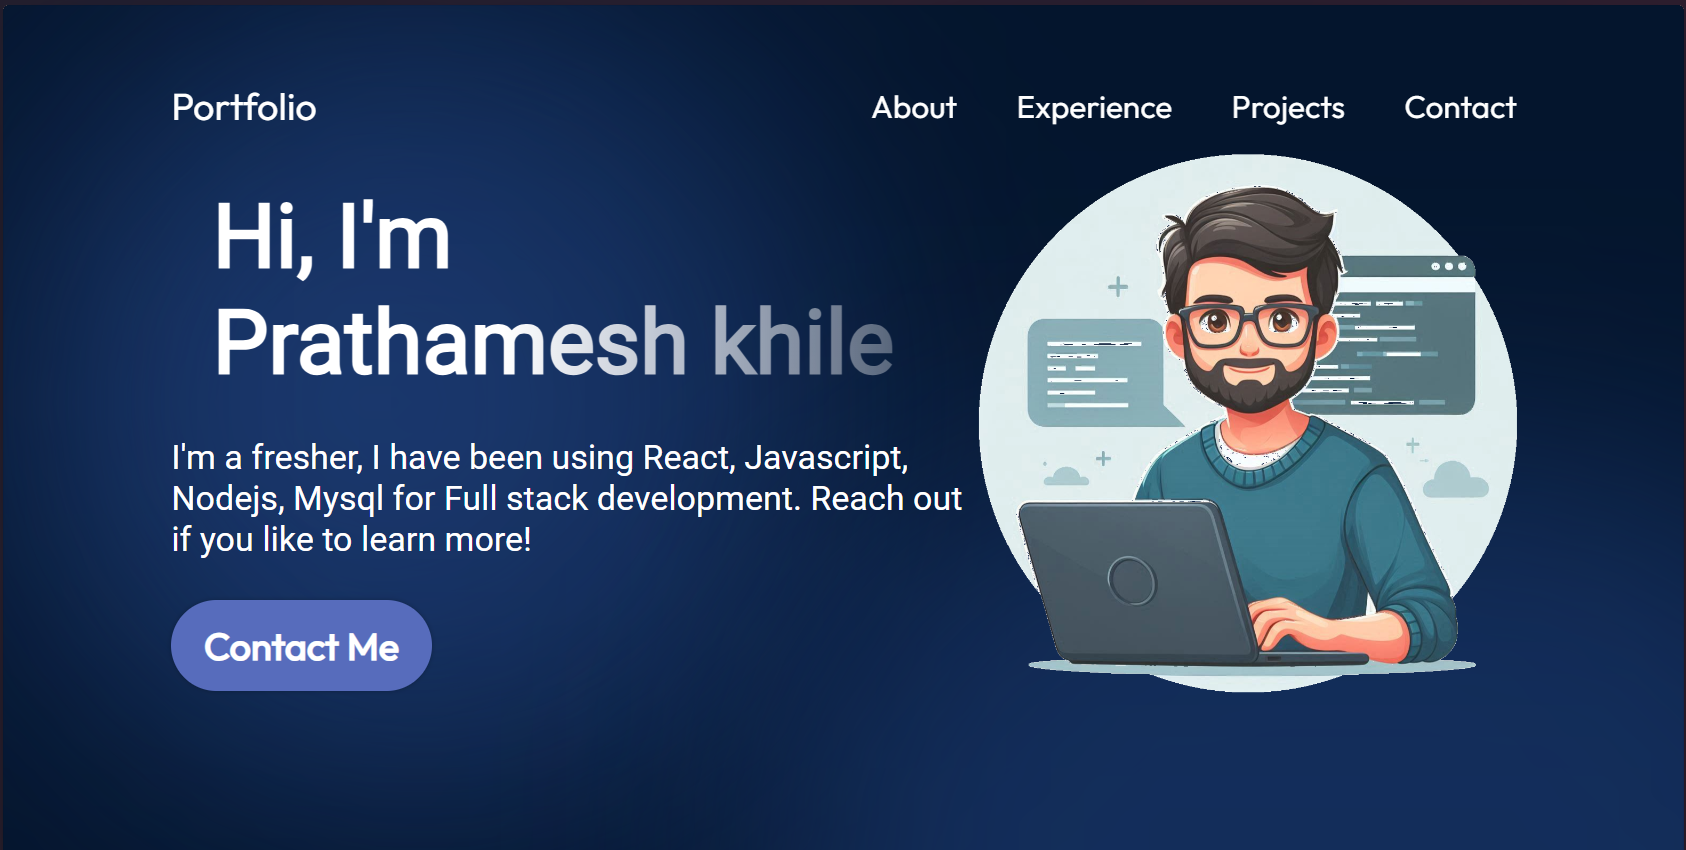 Portfolio
About Experience Projects Contact
Hi, I'm
Prathamesh khile
I'm a fresher, I have been using React, Javascript,
Nodejs, Mysql for Full stack development. Reach out
if you like to learn more!
Contact Me